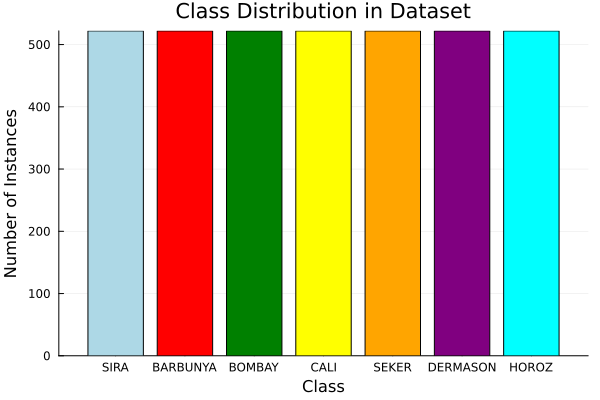 Class Distribution in Dataset
Number of Instances
500
400
300
200
100
0
SIRA BARBUNYA BOMBAY CALI SEKER DERMASON HOROZ
Class